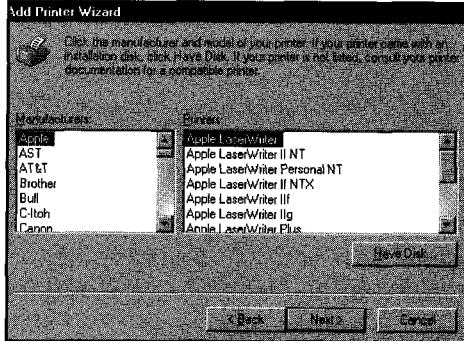 Add Printer Wizard
Click the manufacturer and model of your printer. If your printer came with an
installation disk, click Have Disk. If your printer is not listed, consult your printer
documentation for a compatible printer.
Manufacturers:
Printers:
Apple
AST
AT&T
Brother
Bull
C-Itoh
Canon
Apple LaserWriter
Apple LaserWriter II NT
Apple LaserWriter Personal NT
Apple LaserWriter II NTX
Apple LaserWriter IIf
Apple LaserWriter IIg
Apple LaserWriter Plus
Have Disk...
< Back
Next >
Cancel